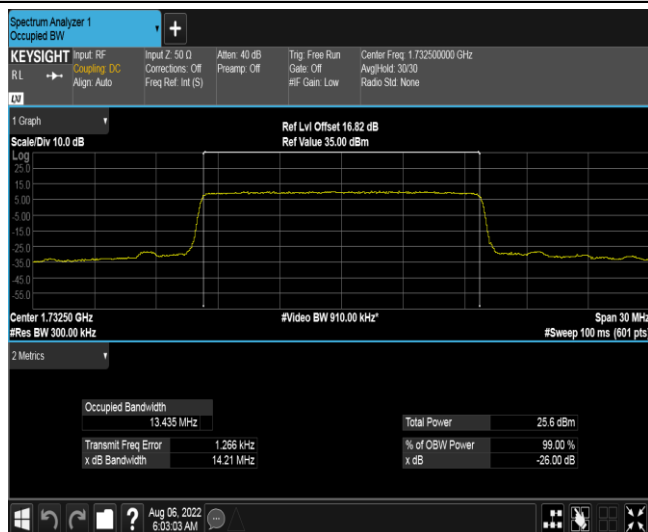 Spectrum Analyzer 1
Occupied BW
+
KEYSIGHT Input: RF Input Z: 50 Ω Atten: 40 dB Trig: Free Run Center Freq: 1.732500000 GHz
RL Coupling: DC Corrections: Off Preamp: Off Gate: Off Avg|Hold: 30/30
Align: Auto Freq Ref: Int (S) #IF Gain: Low Radio Std: None
LXI
1 Graph
Ref Lvl Offset 16.82 dB
Scale/Div 10.0 dB Ref Value 35.00 dBm
Log
25.0
15.0
5.00
-5.00
-15.0
-25.0
-35.0
-45.0
-55.0
Center 1.73250 GHz #Video BW 910.00 kHz* Span 30 MHz
#Res BW 300.00 kHz #Sweep 100 ms (601 pts)
2 Metrics
Occupied Bandwidth
13.435 MHz Total Power 25.6 dBm
Transmit Freq Error 1.266 kHz % of OBW Power 99.00 %
x dB Bandwidth 14.21 MHz x dB -26.00 dB
? Aug 06, 2022
6:03:03 AM